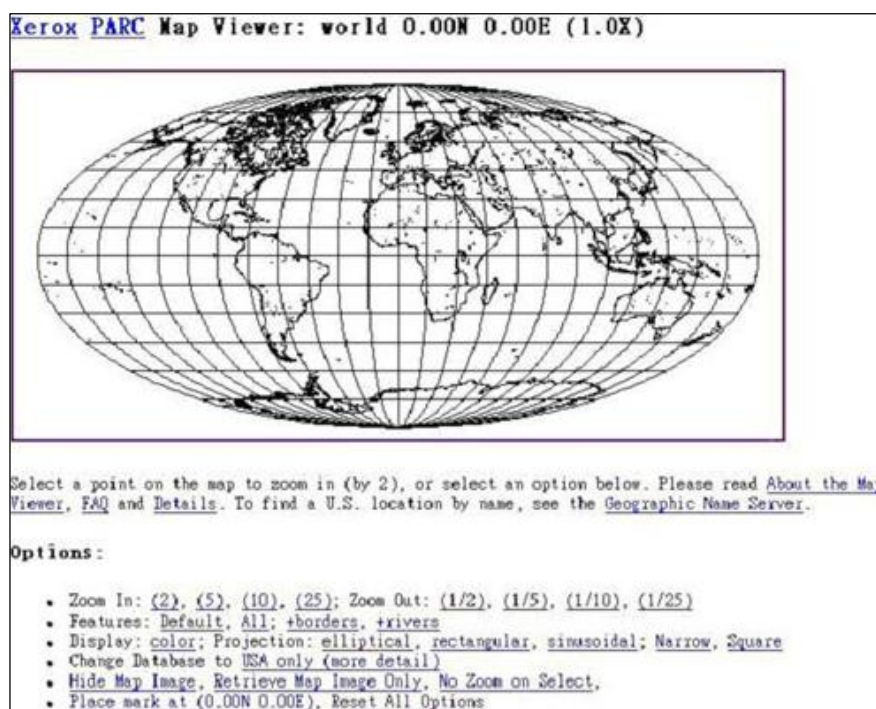 Xerox PARC Map Viewer: world 0.00N 0.00E (1.0X)
Select a point on the map to zoom in (by 2), or select an option below. Please read About the Ma
Viewer, FAQ and Details. To find a U.S. location by name, see the Geographic Name Server.
Options:
• Zoom In: (2), (5), (10), (25); Zoom Out: (1/2), (1/5), (1/10), (1/25)
• Features: Default, All; +borders, +rivers
• Display: color; Projection: elliptical, rectangular, sinusoidal; Narrow, Square
• Change Database to USA only (more detail)
• Hide Map Image, Retrieve Map Image Only, No Zoom on Select,
• Place mark at (0.00N 0.00E), Reset All Options